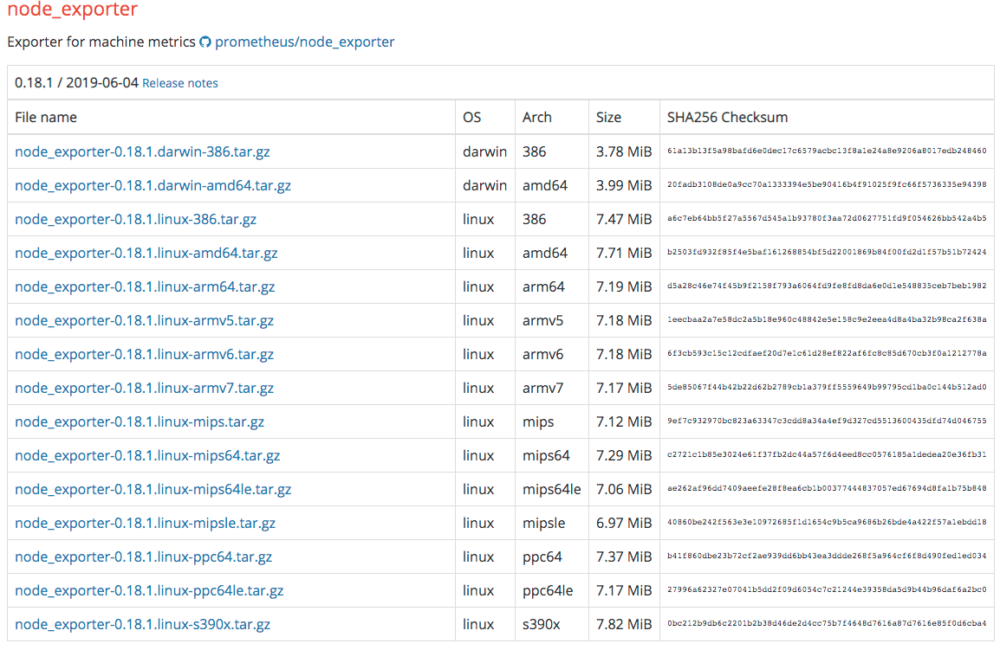 node_exporter
Exporter for machine metrics prometheus/node_exporter
0.18.1 / 2019-06-04 Release notes
File name OS Arch Size SHA256 Checksum
node_exporter-0.18.1.darwin-386.tar.gz darwin 386 3.78 MiB 61a13b13f5a98bafd6e0dec17c6579acbc13f8a1e24a8e9206a8017edb248460
node_exporter-0.18.1.darwin-amd64.tar.gz darwin amd64 3.99 MiB 20fadb3108de0a9cc70a1333394e5be90416b4f91025f9fc66f5736335e94398
node_exporter-0.18.1.linux-386.tar.gz linux 386 7.47 MiB a6c7eb64bb5f27a5567d545a1b93780f3aa72d0627751fd9f054626bb542a4b5
node_exporter-0.18.1.linux-amd64.tar.gz linux amd64 7.71 MiB b2503fd932f85f4e5baf161268854bf5d22001869b84f00fd2d1f57b51b72424
node_exporter-0.18.1.linux-arm64.tar.gz linux arm64 7.19 MiB d5a28c46e74f45b9f2158f793a6064fd9fe8fd8da6e0d1e548835ceb7beb1982
node_exporter-0.18.1.linux-armv5.tar.gz linux armv5 7.18 MiB 1eecbaa2a7e58dc2a5b18e960c48842e5e158c9e2eea4d8a4ba32b98ca2f638a
node_exporter-0.18.1.linux-armv6.tar.gz linux armv6 7.18 MiB 6f3cb593c15c12cdfaef20d7e1c61d28ef822af6fc8c85d670cb3f0a1212778a
node_exporter-0.18.1.linux-armv7.tar.gz linux armv7 7.17 MiB 5de85067f44b42b22d62b2789cb1a379ff5559649b99795cd1ba0c144b512ad0
node_exporter-0.18.1.linux-mips.tar.gz linux mips 7.12 MiB 9ef7c932970bc823a63347c3cdd8a34a4ef9d327cd5513600435dfd74d046755
node_exporter-0.18.1.linux-mips64.tar.gz linux mips64 7.29 MiB c2721c1b85e3024e61f37fb2dc44a57f6d4eed8cc0576185a1dedea20e36fb31
node_exporter-0.18.1.linux-mips64le.tar.gz linux mips64le 7.06 MiB ae262af96dd7409aeefe28f8ea6cb1b00377444837057ed67694d8fa1b75b848
node_exporter-0.18.1.linux-mipsle.tar.gz linux mipsle 6.97 MiB 40860be242f563e3e10972685f1d1654c9b5ca9686b26bde4a422f57a1ebdd18
node_exporter-0.18.1.linux-ppc64.tar.gz linux ppc64 7.37 MiB b41f860dbe23b72cf2ae939dd6bb43ea3ddde268f5a964cf6f8d490fed1ed034
node_exporter-0.18.1.linux-ppc64le.tar.gz linux ppc64le 7.17 MiB 27996a62327e07041b5dd2f09d6054c7c21244e39358da5d9b44b96daf6a2bc0
node_exporter-0.18.1.linux-s390x.tar.gz linux s390x 7.82 MiB 0bc212b9db6c2201b2b38d46de2d4cc75b7f4648d7616a87d7616e85f0d6cba4